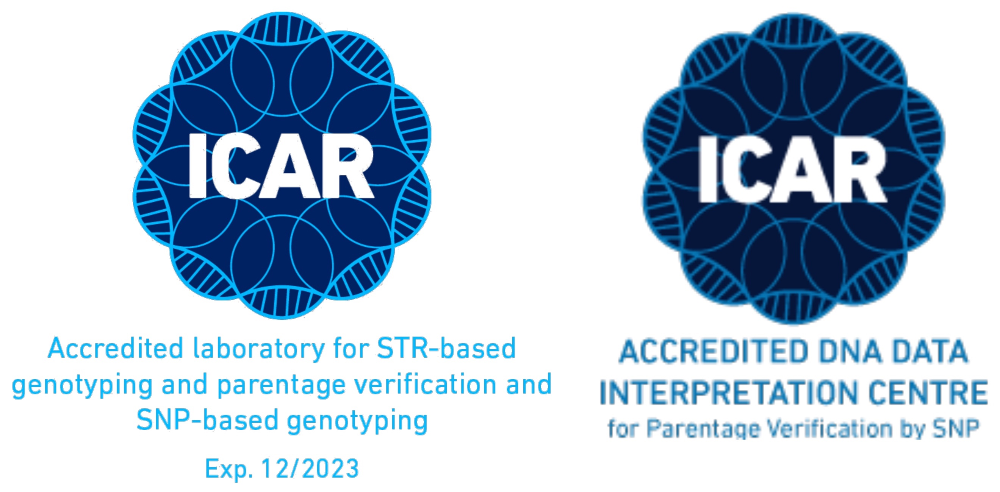 ICAR
Accredited laboratory for STR-based
genotyping and parentage verification and
SNP-based genotyping
Exp. 12/2023
ICAR
ACCREDITED DNA DATA
INTERPRETATION CENTRE
for Parentage Verification by SNP